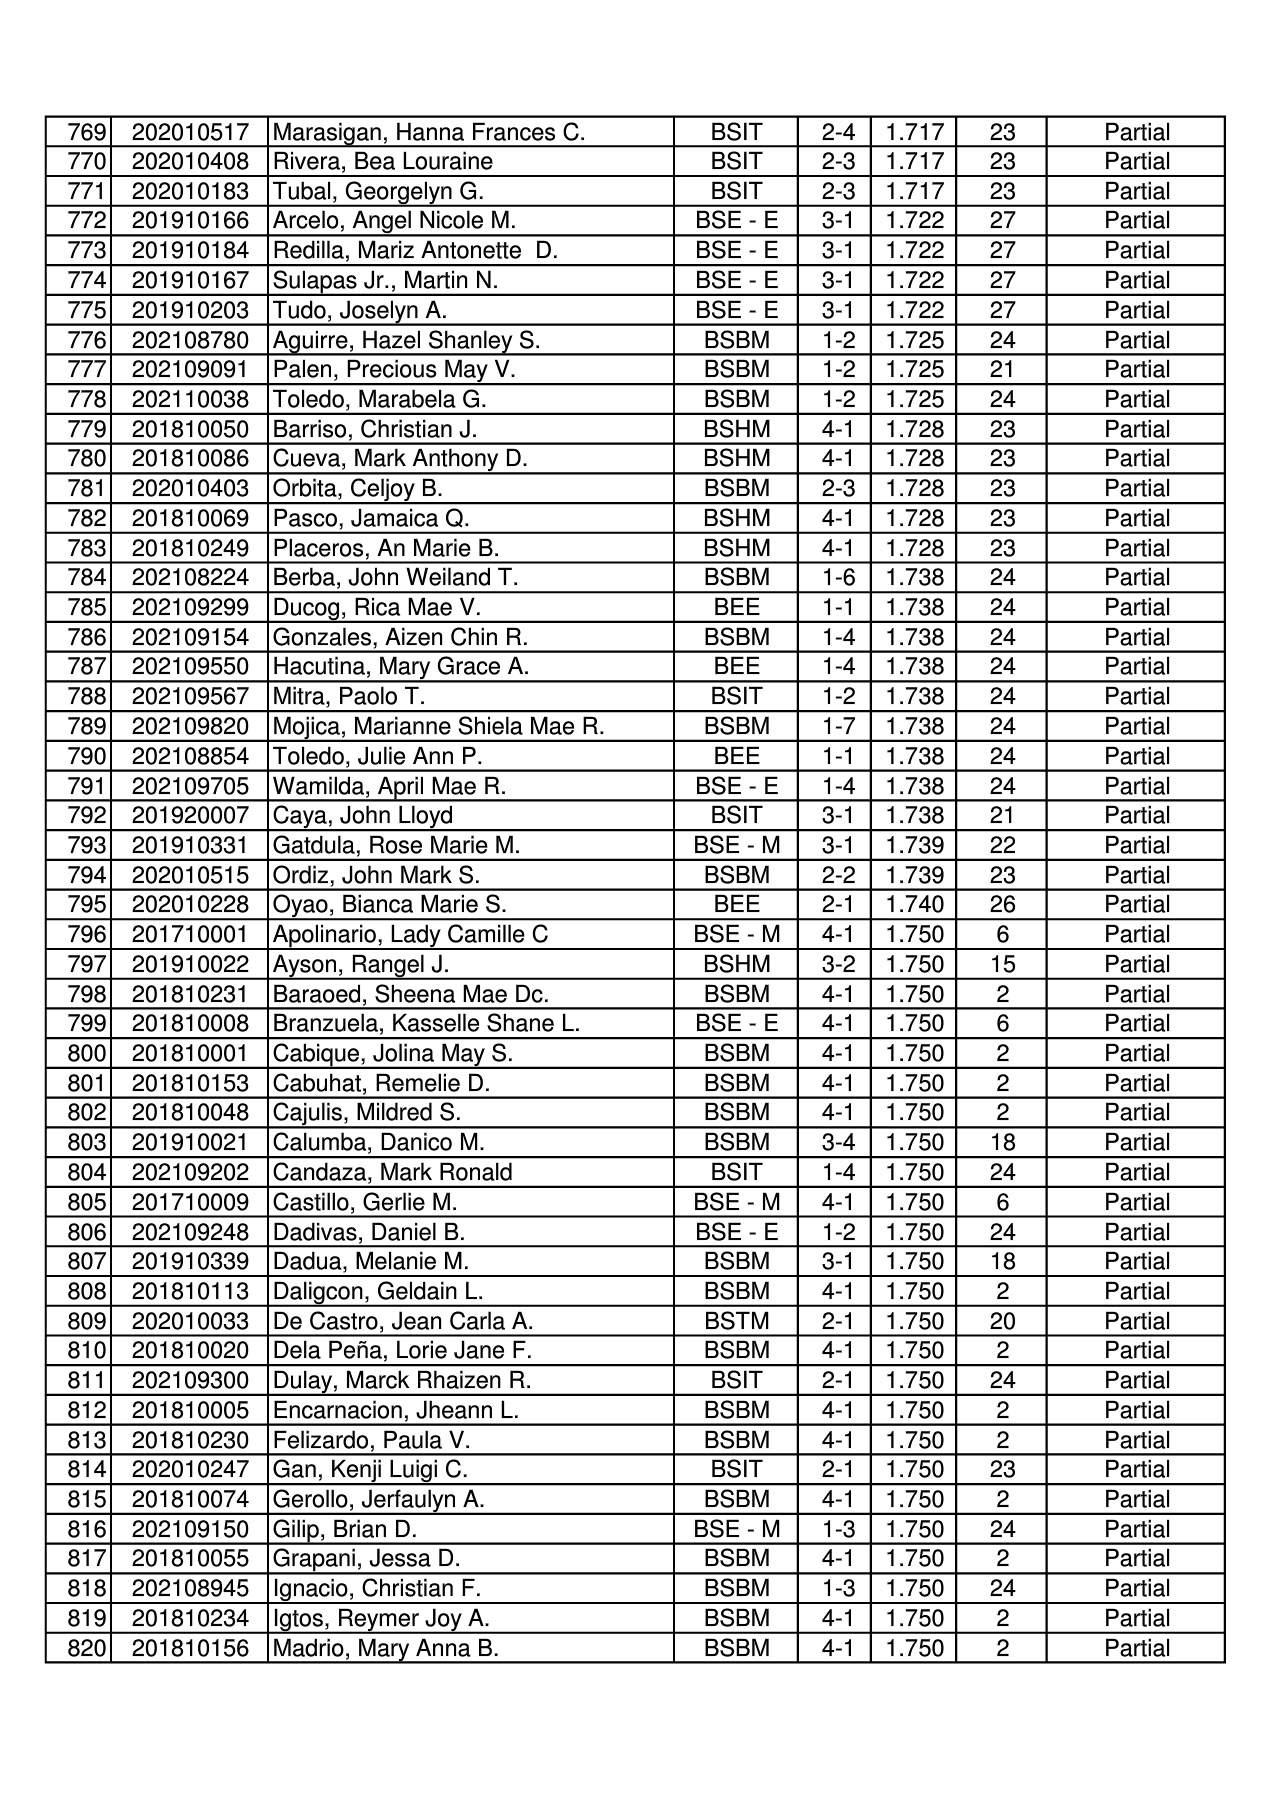 769 202010517 Marasigan, Hanna Frances C. BSIT 2-4 1.717 23 Partial
770 202010408 Rivera, Bea Louraine BSIT 2-3 1.717 23 Partial
771 202010183 Tubal, Georgelyn G. BSIT 2-3 1.717 23 Partial
772 201910166 Arcelo, Angel Nicole M. BSE - E 3-1 1.722 27 Partial
773 201910184 Redilla, Mariz Antonette  D. BSE - E 3-1 1.722 27 Partial
774 201910167 Sulapas Jr., Martin N. BSE - E 3-1 1.722 27 Partial
775 201910203 Tudo, Joselyn A. BSE - E 3-1 1.722 27 Partial
776 202108780 Aguirre, Hazel Shanley S. BSBM 1-2 1.725 24 Partial
777 202109091 Palen, Precious May V. BSBM 1-2 1.725 21 Partial
778 202110038 Toledo, Marabela G. BSBM 1-2 1.725 24 Partial
779 201810050 Barriso, Christian J. BSHM 4-1 1.728 23 Partial
780 201810086 Cueva, Mark Anthony D. BSHM 4-1 1.728 23 Partial
781 202010403 Orbita, Celjoy B. BSBM 2-3 1.728 23 Partial
782 201810069 Pasco, Jamaica Q. BSHM 4-1 1.728 23 Partial
783 201810249 Placeros, An Marie B. BSHM 4-1 1.728 23 Partial
784 202108224 Berba, John Weiland T. BSBM 1-6 1.738 24 Partial
785 202109299 Ducog, Rica Mae V. BEE 1-1 1.738 24 Partial
786 202109154 Gonzales, Aizen Chin R. BSBM 1-4 1.738 24 Partial
787 202109550 Hacutina, Mary Grace A. BEE 1-4 1.738 24 Partial
788 202109567 Mitra, Paolo T. BSIT 1-2 1.738 24 Partial
789 202109820 Mojica, Marianne Shiela Mae R. BSBM 1-7 1.738 24 Partial
790 202108854 Toledo, Julie Ann P. BEE 1-1 1.738 24 Partial
791 202109705 Wamilda, April Mae R. BSE - E 1-4 1.738 24 Partial
792 201920007 Caya, John Lloyd BSIT 3-1 1.738 21 Partial
793 201910331 Gatdula, Rose Marie M. BSE - M 3-1 1.739 22 Partial
794 202010515 Ordiz, John Mark S. BSBM 2-2 1.739 23 Partial
795 202010228 Oyao, Bianca Marie S. BEE 2-1 1.740 26 Partial
796 201710001 Apolinario, Lady Camille C BSE - M 4-1 1.750 6 Partial
797 201910022 Ayson, Rangel J. BSHM 3-2 1.750 15 Partial
798 201810231 Baraoed, Sheena Mae Dc. BSBM 4-1 1.750 2 Partial
799 201810008 Branzuela, Kasselle Shane L. BSE - E 4-1 1.750 6 Partial
800 201810001 Cabique, Jolina May S. BSBM 4-1 1.750 2 Partial
801 201810153 Cabuhat, Remelie D. BSBM 4-1 1.750 2 Partial
802 201810048 Cajulis, Mildred S. BSBM 4-1 1.750 2 Partial
803 201910021 Calumba, Danico M. BSBM 3-4 1.750 18 Partial
804 202109202 Candaza, Mark Ronald BSIT 1-4 1.750 24 Partial
805 201710009 Castillo, Gerlie M. BSE - M 4-1 1.750 6 Partial
806 202109248 Dadivas, Daniel B. BSE - E 1-2 1.750 24 Partial
807 201910339 Dadua, Melanie M. BSBM 3-1 1.750 18 Partial
808 201810113 Daligcon, Geldain L. BSBM 4-1 1.750 2 Partial
809 202010033 De Castro, Jean Carla A. BSTM 2-1 1.750 20 Partial
810 201810020 Dela Peña, Lorie Jane F. BSBM 4-1 1.750 2 Partial
811 202109300 Dulay, Marck Rhaizen R. BSIT 2-1 1.750 24 Partial
812 201810005 Encarnacion, Jheann L. BSBM 4-1 1.750 2 Partial
813 201810230 Felizardo, Paula V. BSBM 4-1 1.750 2 Partial
814 202010247 Gan, Kenji Luigi C. BSIT 2-1 1.750 23 Partial
815 201810074 Gerollo, Jerfaulyn A. BSBM 4-1 1.750 2 Partial
816 202109150 Gilip, Brian D. BSE - M 1-3 1.750 24 Partial
817 201810055 Grapani, Jessa D. BSBM 4-1 1.750 2 Partial
818 202108945 Ignacio, Christian F. BSBM 1-3 1.750 24 Partial
819 201810234 Igtos, Reymer Joy A. BSBM 4-1 1.750 2 Partial
820 201810156 Madrio, Mary Anna B. BSBM 4-1 1.750 2 Partial